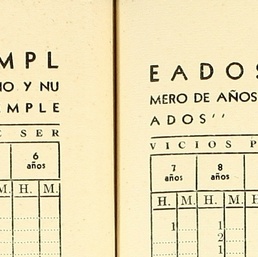 MPL
IO Y NU
EMPLE
E SER
6
años
M. H. M.
EADOS
MERO DE AÑOS
ADOS''
VICIOS P
7 8
años años
H. M. H. M.
1 1
2
1